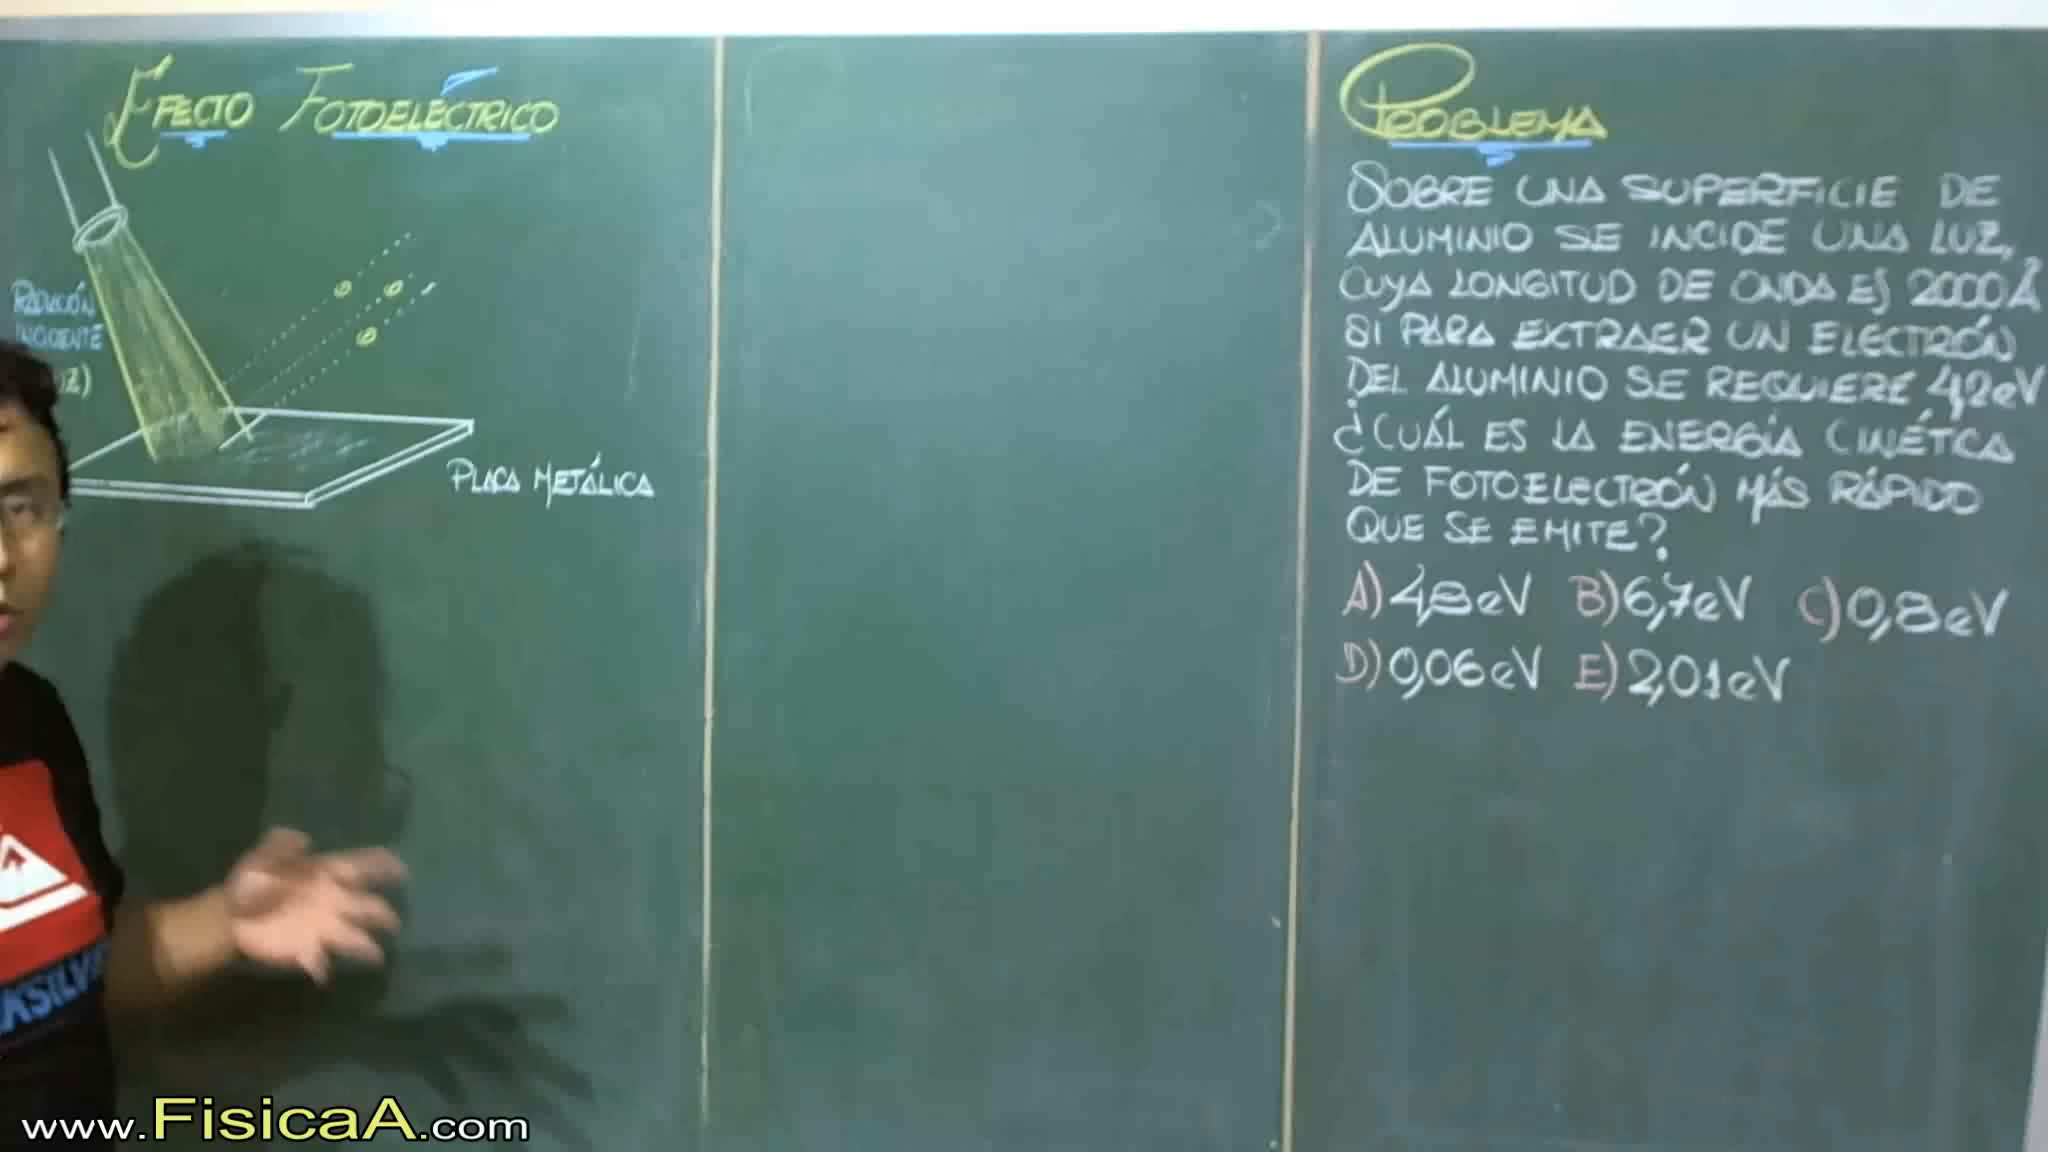 EFECTO FOTOELÉCTRICO
RADIACIÓN
INCIDENTE
PLACA METÁLICA
PROBLEMA
SOBRE UNA SUPERFICIE DE
ALUMINIO SE INCIDE UNA LUZ,
CUYA LONGITUD DE ONDA ES 2000Å
SI PARA EXTRAER UN ELECTRÓN
DEL ALUMINIO SE REQUIERE 4,2eV
¿CUÁL ES LA ENERGÍA CINÉTICA
DE FOTOELECTRÓN MÁS RÁPIDO
QUE SE EMITE?
A) 4,8eV B) 6,7eV C) 0,8eV
D) 0,06eV E) 2,01eV
www.FisicaA.com